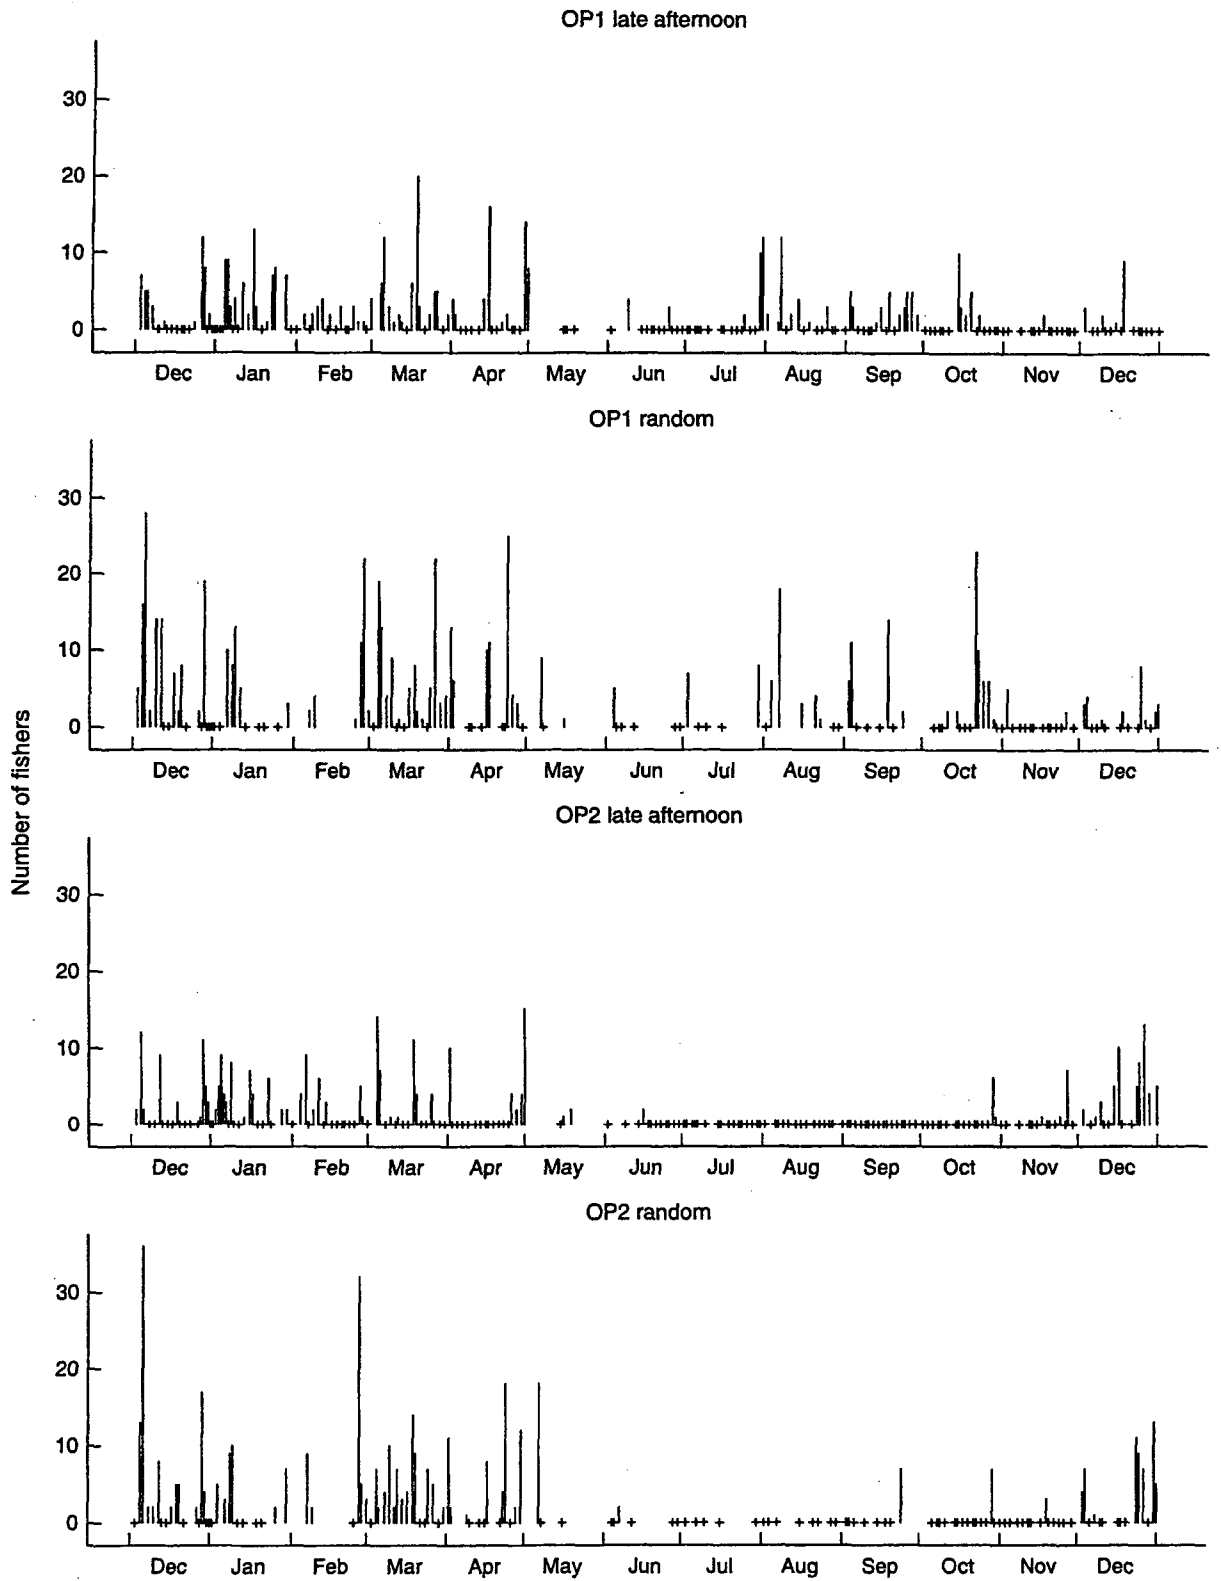 OP1 late afternoon
30
20
10
0
Dec Jan Feb Mar Apr May Jun Jul Aug Sep Oct Nov Dec
OP1 random
30
20
10
0
Dec Jan Feb Mar Apr May Jun Jul Aug Sep Oct Nov Dec
Number of fishers
OP2 late afternoon
30
20
10
0
Dec Jan Feb Mar Apr May Jun Jul Aug Sep Oct Nov Dec
OP2 random
30
20
10
0
Dec Jan Feb Mar Apr May Jun Jul Aug Sep Oct Nov Dec